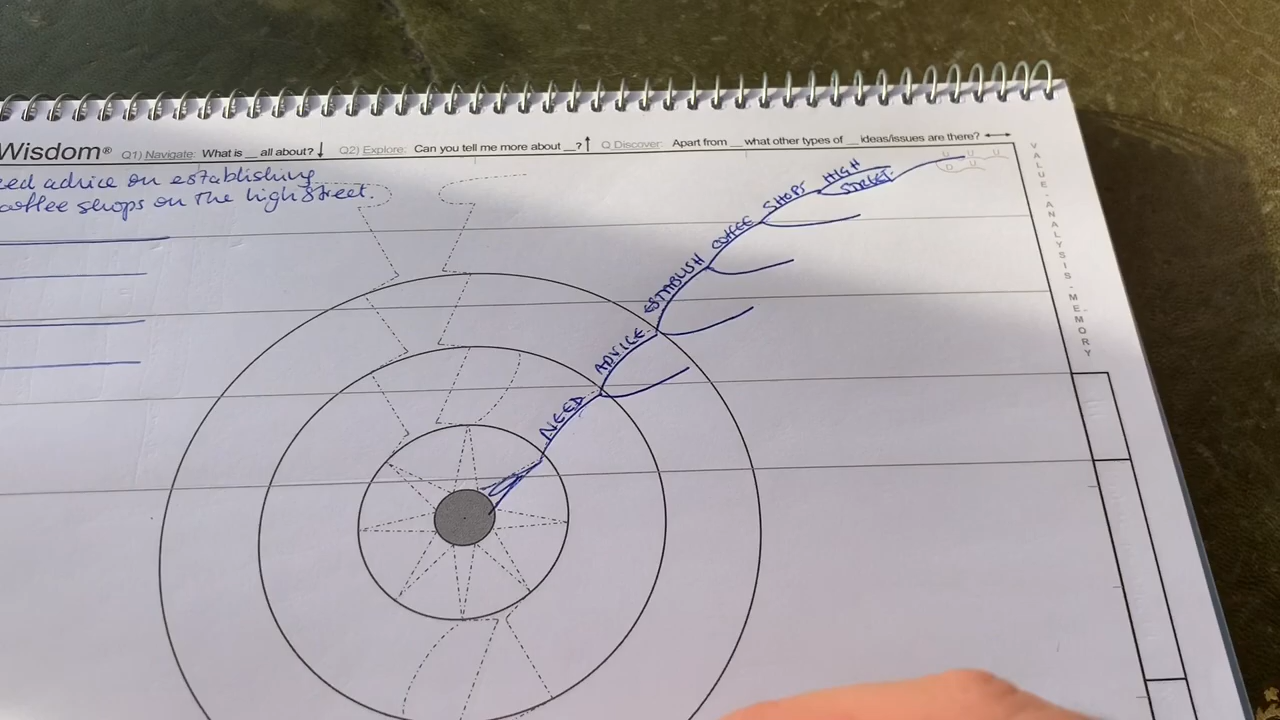 Wisdom® Q1) Navigate: What is __ all about?↓ Q2) Explore: Can you tell me more about __?↑ Q Discover: Apart from __ what other types of __ ideas/issues are there? ↔
eed advice on establishing
coffee shops on the high street.
HIGH
STREET.
SHOPS
COFFEE
ESTABLISH
ADVICE
NEED
VALUE-ANALYSIS-MEMORY